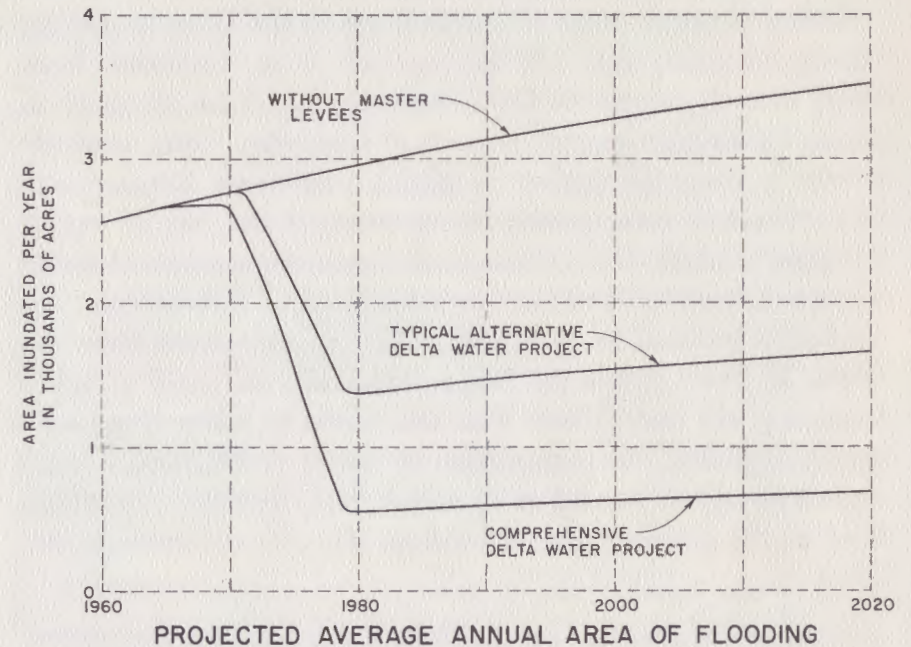 4
3
2
1
0
AREA INUNDATED PER YEAR
IN THOUSANDS OF ACRES
WITHOUT MASTER
LEVEES
TYPICAL ALTERNATIVE
DELTA WATER PROJECT
COMPREHENSIVE
DELTA WATER PROJECT
1960
1980
2000
2020
PROJECTED AVERAGE ANNUAL AREA OF FLOODING